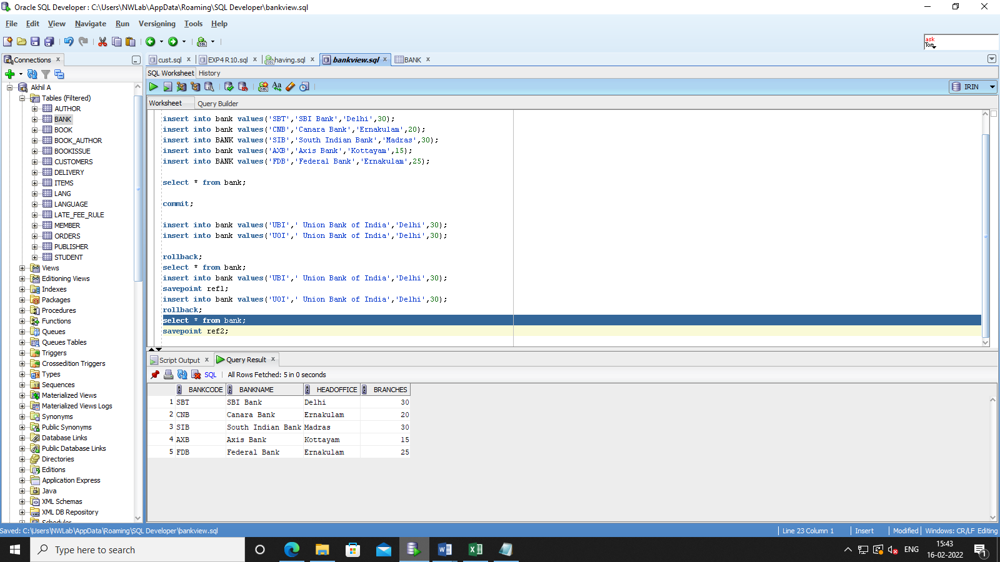 Oracle SQL Developer : C:\Users\NWLab\AppData\Roaming\SQL Developer\bankview.sql
File Edit View Navigate Run Versioning Tools Help
ask
Tom
Connections
cust.sql EXP4 R10.sql having.sql bankview.sql BANK
SQL Worksheet History
IRIN
Worksheet Query Builder
Akhil A
Tables (Filtered)
AUTHOR
BANK
BOOK
BOOK_AUTHOR
BOOKISSUE
CUSTOMERS
DELIVERY
ITEMS
LANG
LANGUAGE
LATE_FEE_RULE
MEMBER
ORDERS
PUBLISHER
STUDENT
Views
Editioning Views
Indexes
Packages
Procedures
Functions
Queues
Queues Tables
Triggers
Crossedition Triggers
Types
Sequences
Materialized Views
Materialized Views Logs
Synonyms
Public Synonyms
Database Links
Public Database Links
Directories
Editions
Application Express
Java
XML Schemas
XML DB Repository
Scheduler
insert into bank values('SBT','SBI Bank','Delhi',30);
insert into bank values('CNB','Canara Bank','Ernakulam',20);
insert into BANK values('SIB','South Indian Bank','Madras',30);
insert into bank values('AXB','Axis Bank','Kottayam',15);
insert into BANK values('FDB','Federal Bank','Ernakulam',25);
select * from bank;
commit;
insert into bank values('UBI',' Union Bank of India','Delhi',30);
insert into bank values('UOI',' Union Bank of India','Delhi',30);
rollback;
select * from bank;
insert into bank values('UBI',' Union Bank of India','Delhi',30);
savepoint ref1;
insert into bank values('UOI',' Union Bank of India','Delhi',30);
rollback;
select * from bank;
savepoint ref2;
Script Output Query Result
SQL All Rows Fetched: 5 in 0 seconds
BANKCODE BANKNAME HEADOFFICE BRANCHES
1 SBT SBI Bank Delhi 30
2 CNB Canara Bank Ernakulam 20
3 SIB South Indian Bank Madras 30
4 AXB Axis Bank Kottayam 15
5 FDB Federal Bank Ernakulam 25
Saved: C:\Users\NWLab\AppData\Roaming\SQL Developer\bankview.sql
Line 23 Column 1 Insert Modified Windows: CR/LF Editing
Type here to search
ENG
15:43
16-02-2022
1